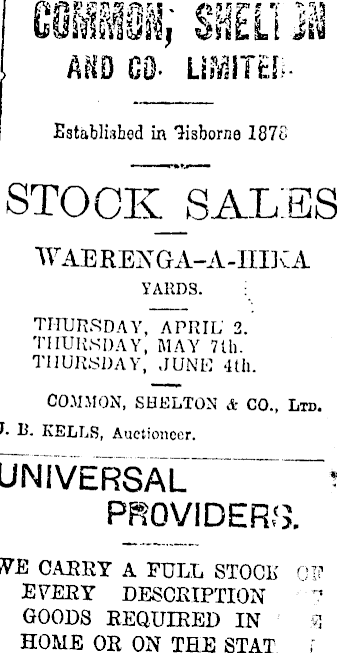 COMMON, SHELTON
AND CO. LIMITED.
Established in Gisborne 1878
STOCK SALES
WAERENGA-A-HIKA
YARDS.
THURSDAY, APRIL 2.
THURSDAY, MAY 7th.
THURSDAY, JUNE 4th.
COMMON, SHELTON & CO., LTD.
J. B. KELLS, Auctioneer.
UNIVERSAL
PROVIDERS.
WE CARRY A FULL STOCK OF
EVERY DESCRIPTION
GOODS REQUIRED IN
HOME OR ON THE STAT